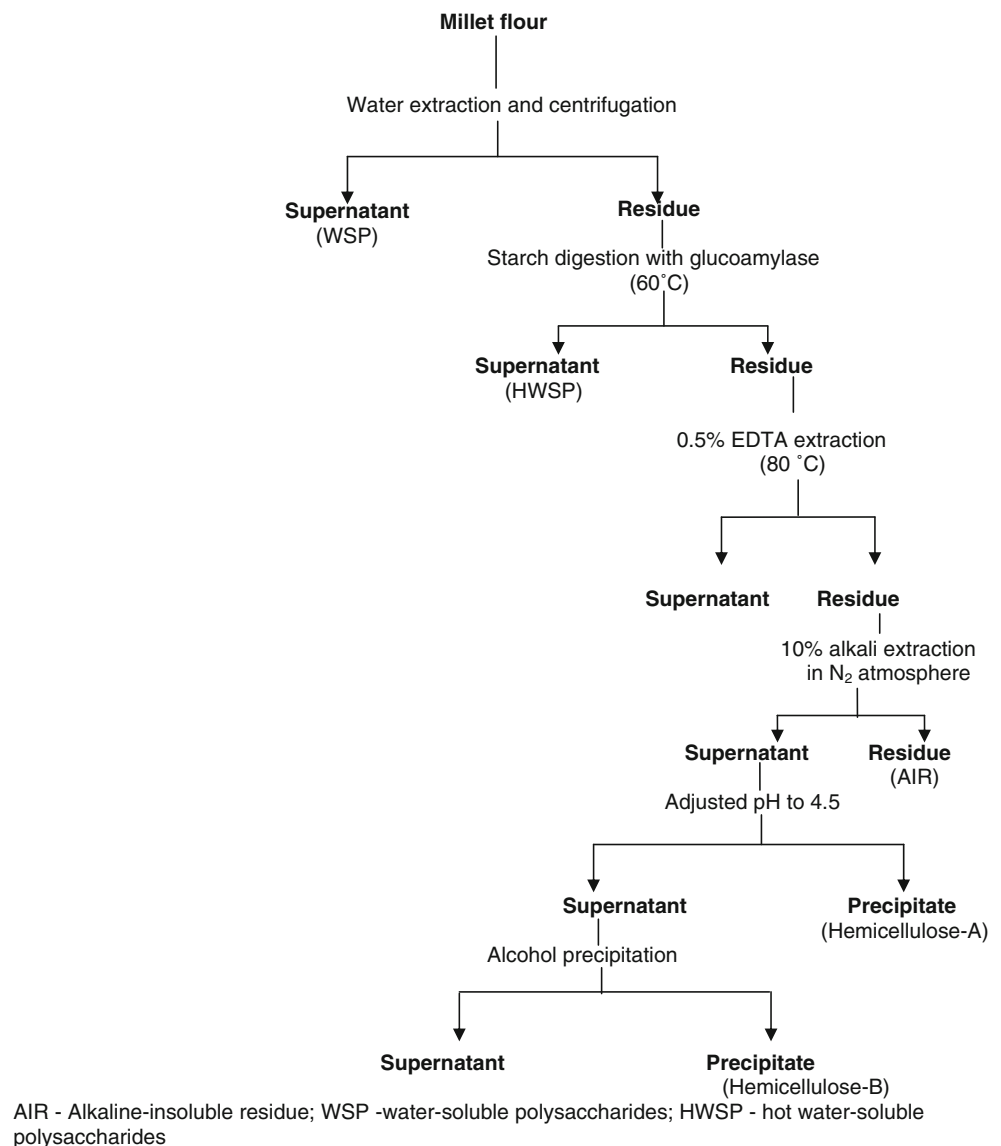 Millet flour
Water extraction and centrifugation
Supernatant
(WSP)
Residue
Starch digestion with glucoamylase
(60˚C)
Supernatant
(HWSP)
Residue
0.5% EDTA extraction
(80 ˚C)
Supernatant
Residue
10% alkali extraction
in N₂ atmosphere
Supernatant
Residue
(AIR)
Adjusted pH to 4.5
Supernatant
Precipitate
(Hemicellulose-A)
Alcohol precipitation
Supernatant
Precipitate
(Hemicellulose-B)
AIR - Alkaline-insoluble residue; WSP -water-soluble polysaccharides; HWSP - hot water-soluble
polysaccharides